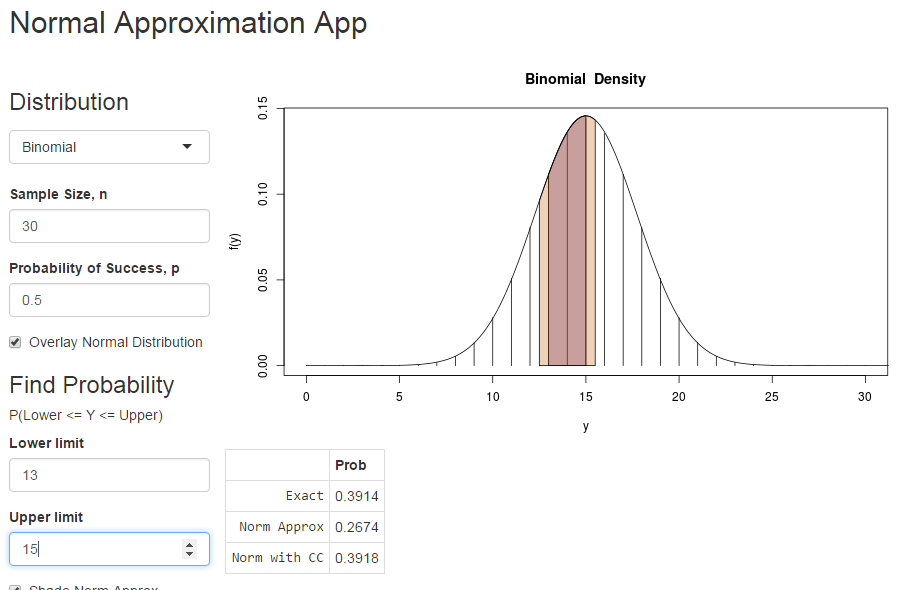 Normal Approximation App
Distribution
Binomial
Sample Size, n
30
Probability of Success, p
0.5
Overlay Normal Distribution
Find Probability
P(Lower <= Y <= Upper)
Lower limit
13
Upper limit
15
Shade Norm Approx
Binomial Density
f(y)
0.15
0.10
0.05
0.00
0 5 10 15 20 25 30
y
Prob
Exact 0.3914
Norm Approx 0.2674
Norm with CC 0.3918